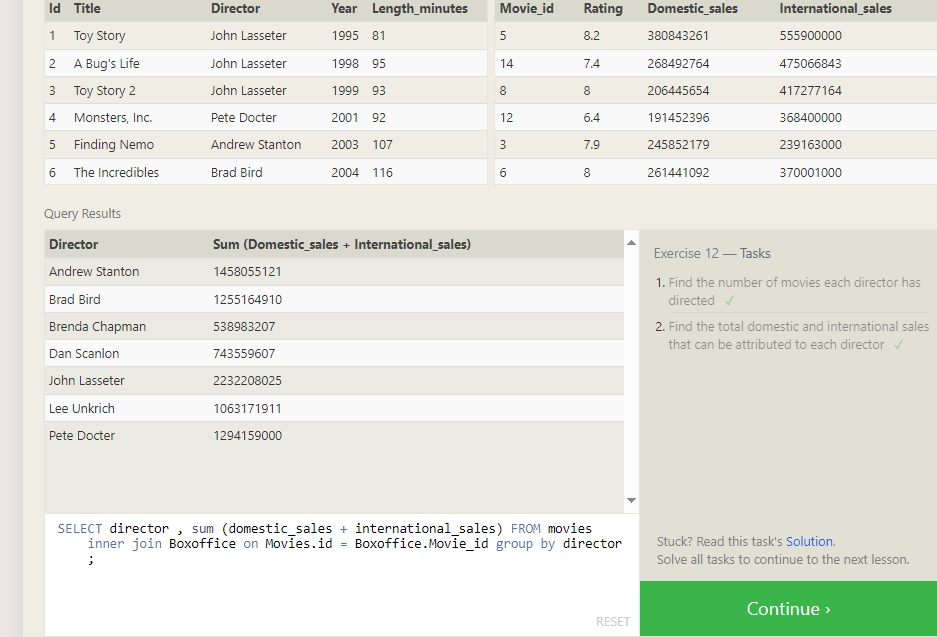 Id Title Director Year Length_minutes
1 Toy Story John Lasseter 1995 81
2 A Bug's Life John Lasseter 1998 95
3 Toy Story 2 John Lasseter 1999 93
4 Monsters, Inc. Pete Docter 2001 92
5 Finding Nemo Andrew Stanton 2003 107
6 The Incredibles Brad Bird 2004 116
Movie_id Rating Domestic_sales International_sales
5 8.2 380843261 555900000
14 7.4 268492764 475066843
8 8 206445654 417277164
12 6.4 191452396 368400000
3 7.9 245852179 239163000
6 8 261441092 370001000
Query Results
Director Sum (Domestic_sales + International_sales)
Andrew Stanton 1458055121
Brad Bird 1255164910
Brenda Chapman 538983207
Dan Scanlon 743559607
John Lasseter 2232208025
Lee Unkrich 1063171911
Pete Docter 1294159000
SELECT director , sum (domestic_sales + international_sales) FROM movies
inner join Boxoffice on Movies.id = Boxoffice.Movie_id group by director
;
RESET
Exercise 12 — Tasks
1. Find the number of movies each director has
directed ✓
2. Find the total domestic and international sales
that can be attributed to each director ✓
Stuck? Read this task's Solution.
Solve all tasks to continue to the next lesson.
Continue ›